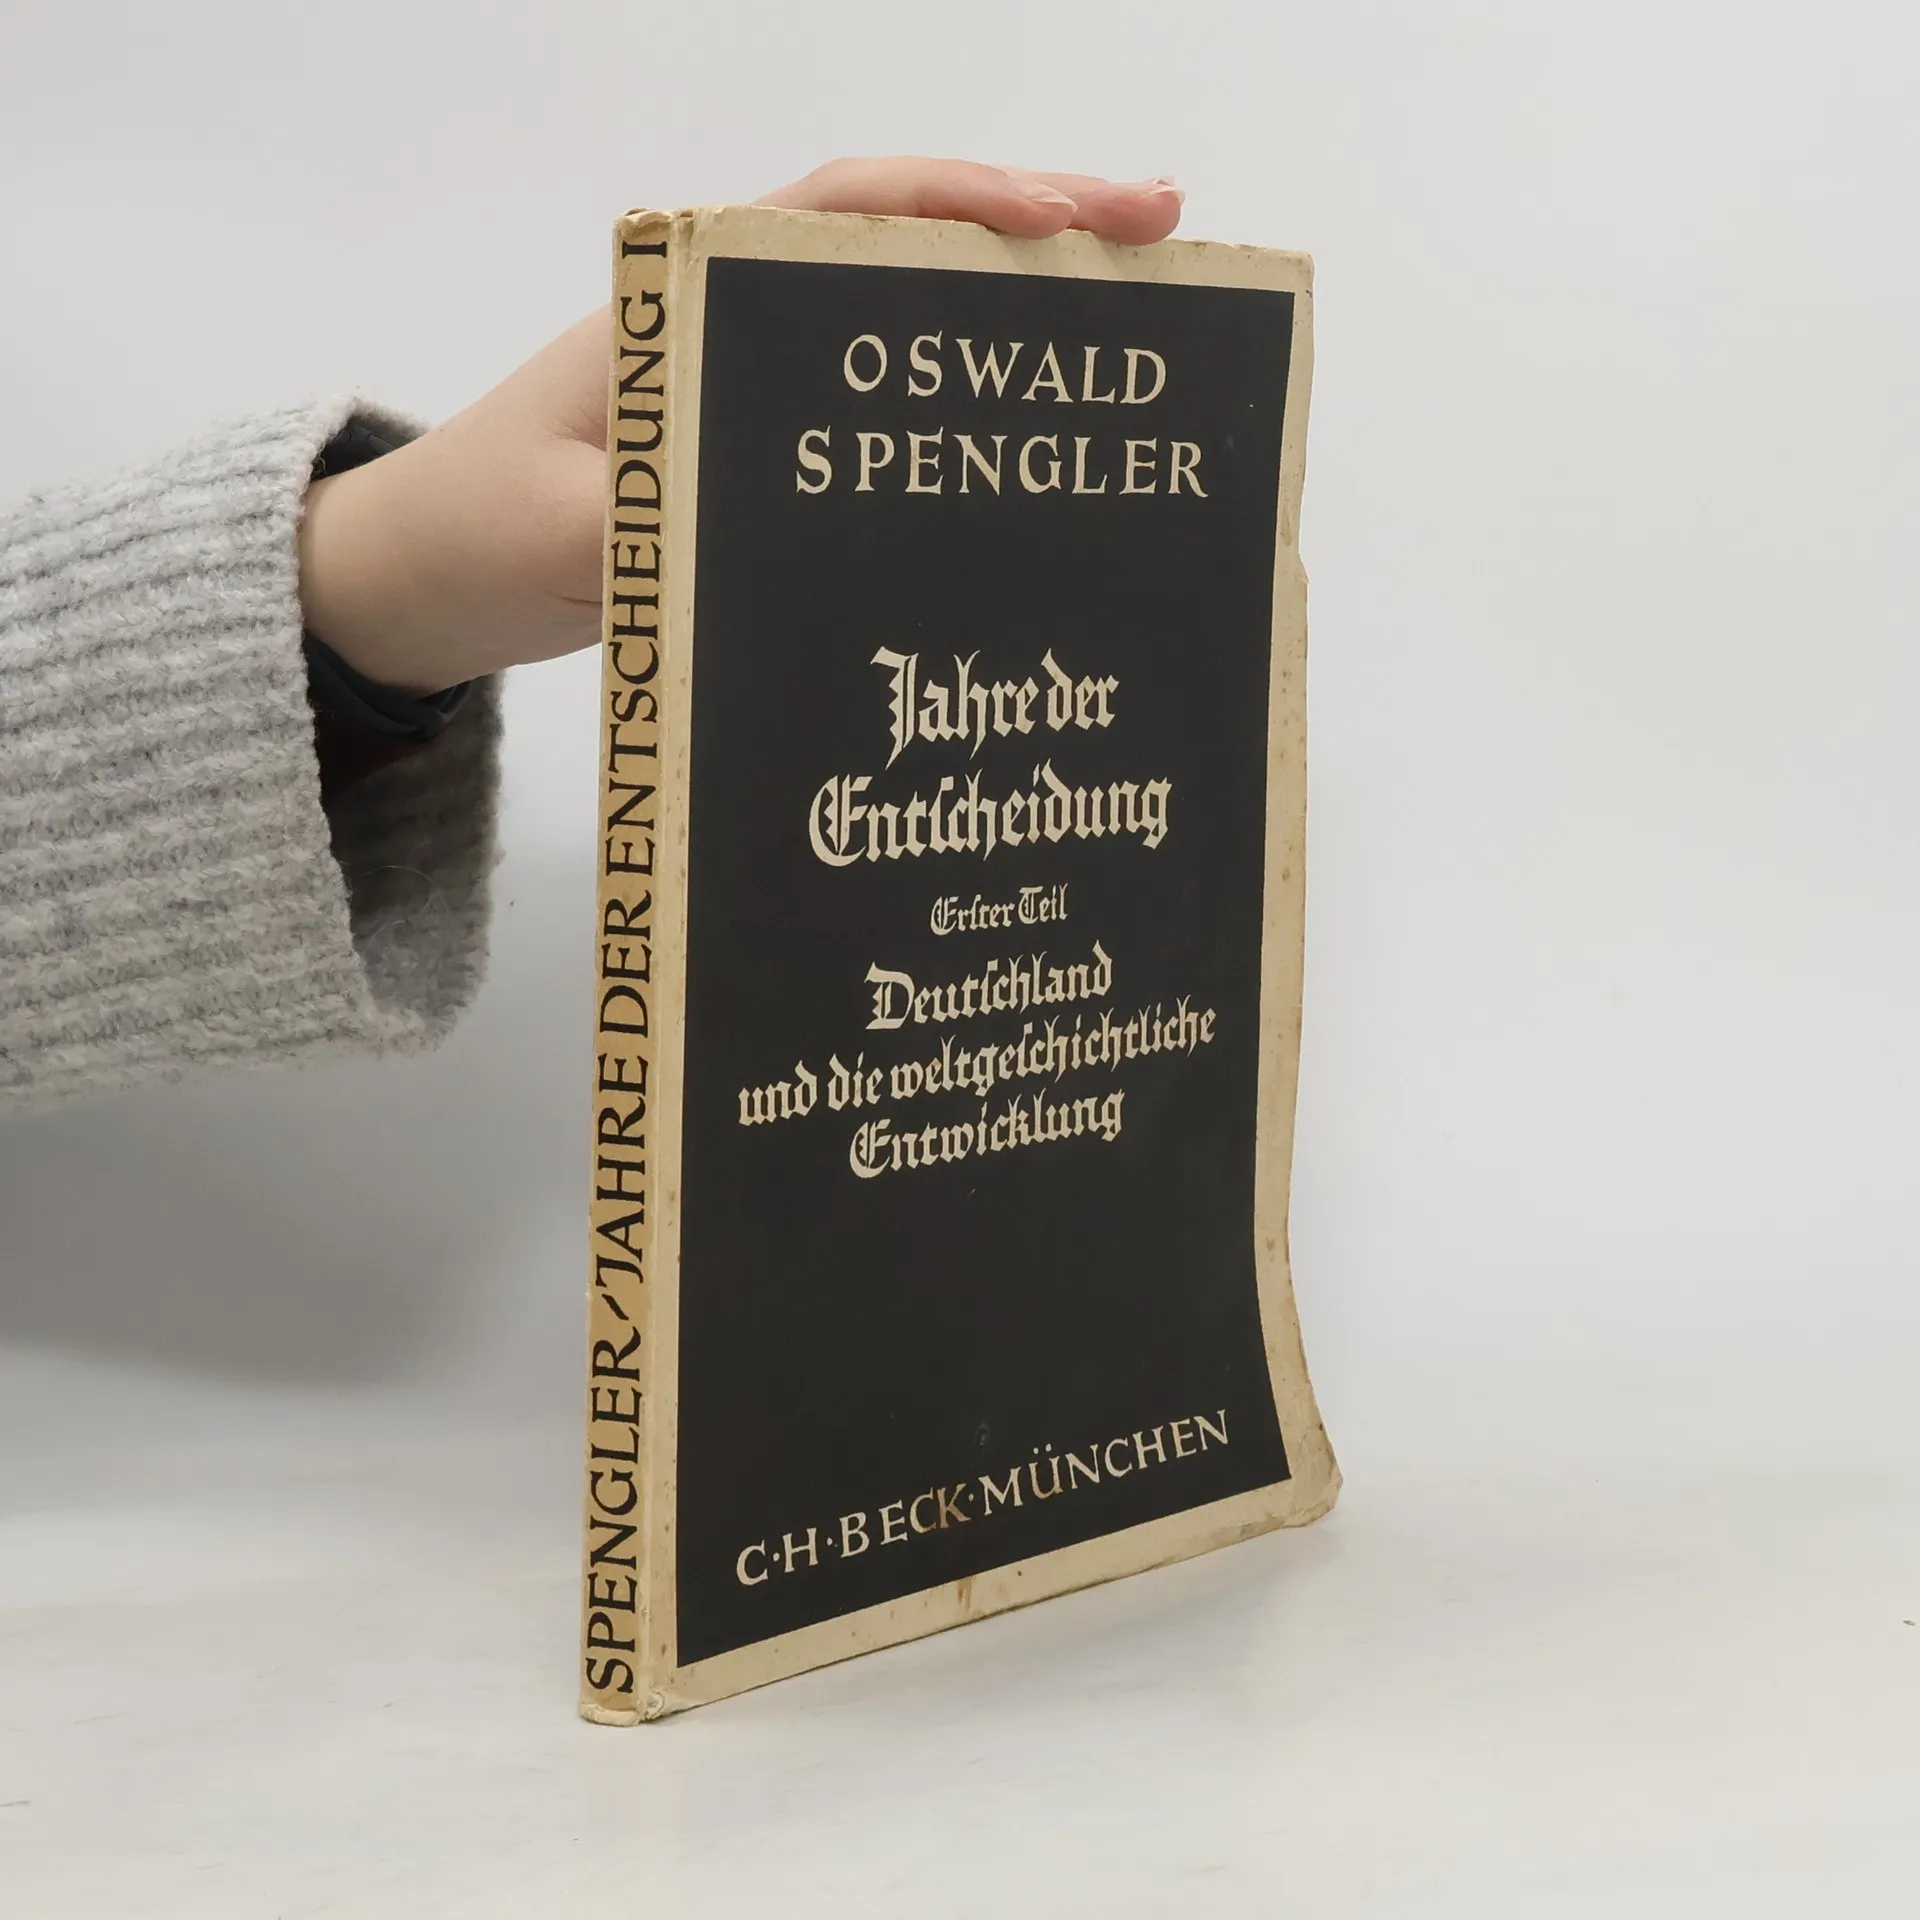 SPENGLER / JAHRE DER ENTSCHEIDUNG I
OSWALD
SPENGLER
Jahre der
Entſcheidung
Erſter Teil
Deutſchland
und die weltgeſchichtliche
Entwicklung
C·H·BECK·MÜNCHEN